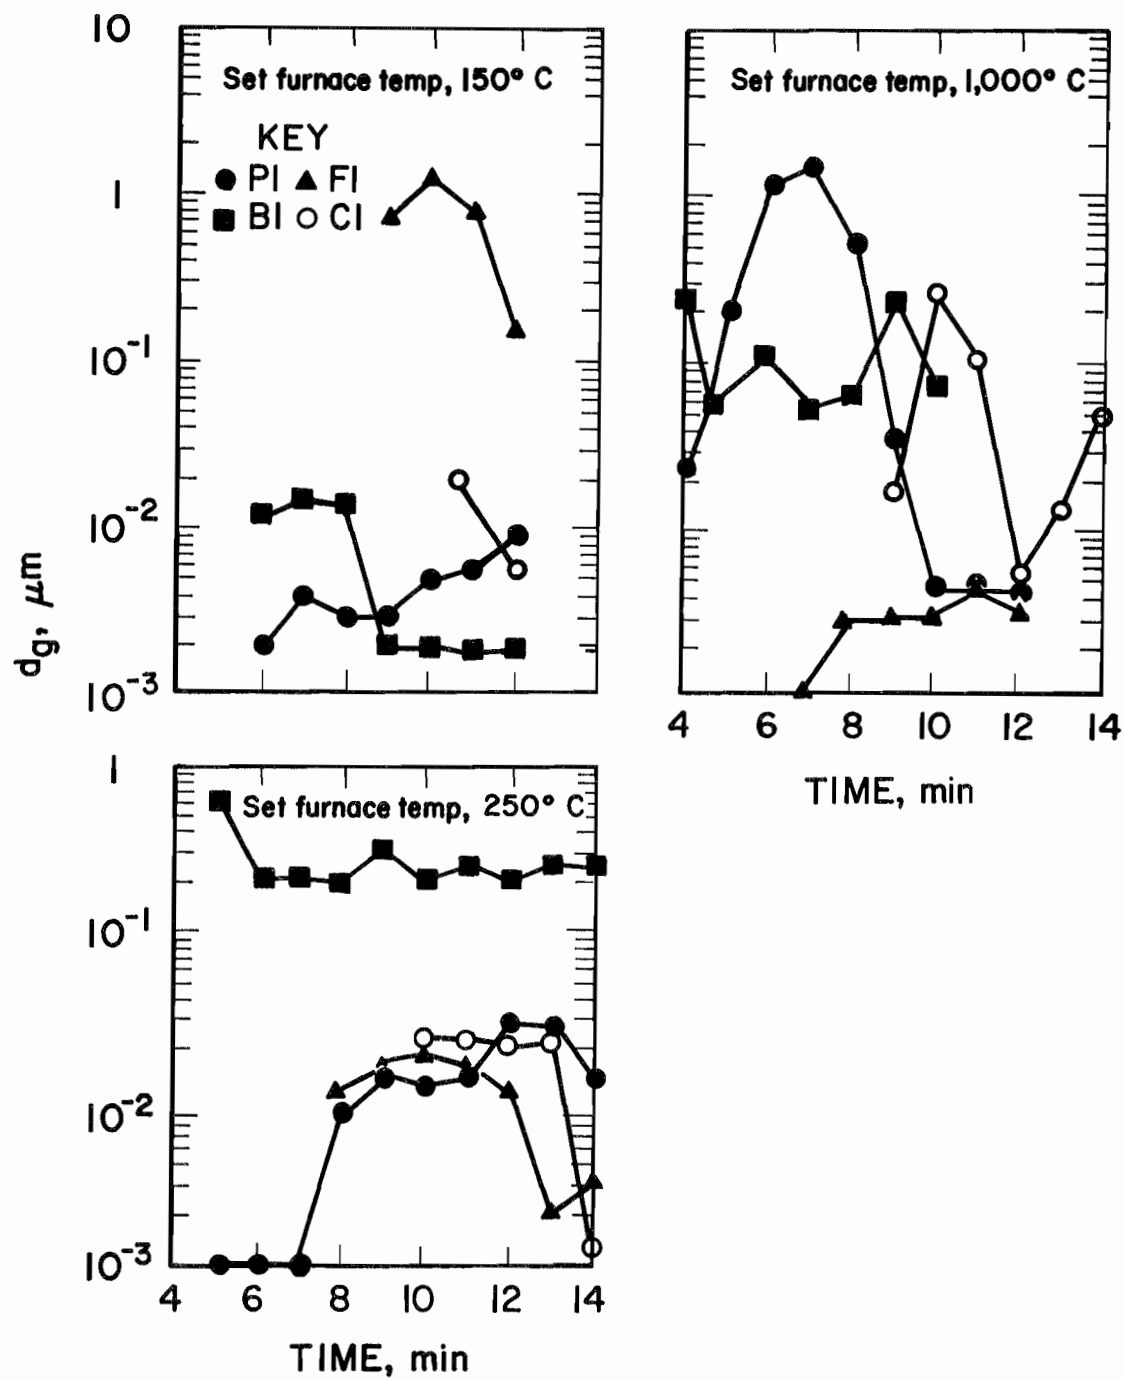 10
1
10-1
10-2
10-3
dg, μm
Set furnace temp, 150° C
KEY
● PI ▲ FI
■ BI ○ CI
Set furnace temp, 1,000° C
4 6 8 10 12 14
TIME, min
1
10-1
10-2
10-3
Set furnace temp, 250° C
4 6 8 10 12 14
TIME, min